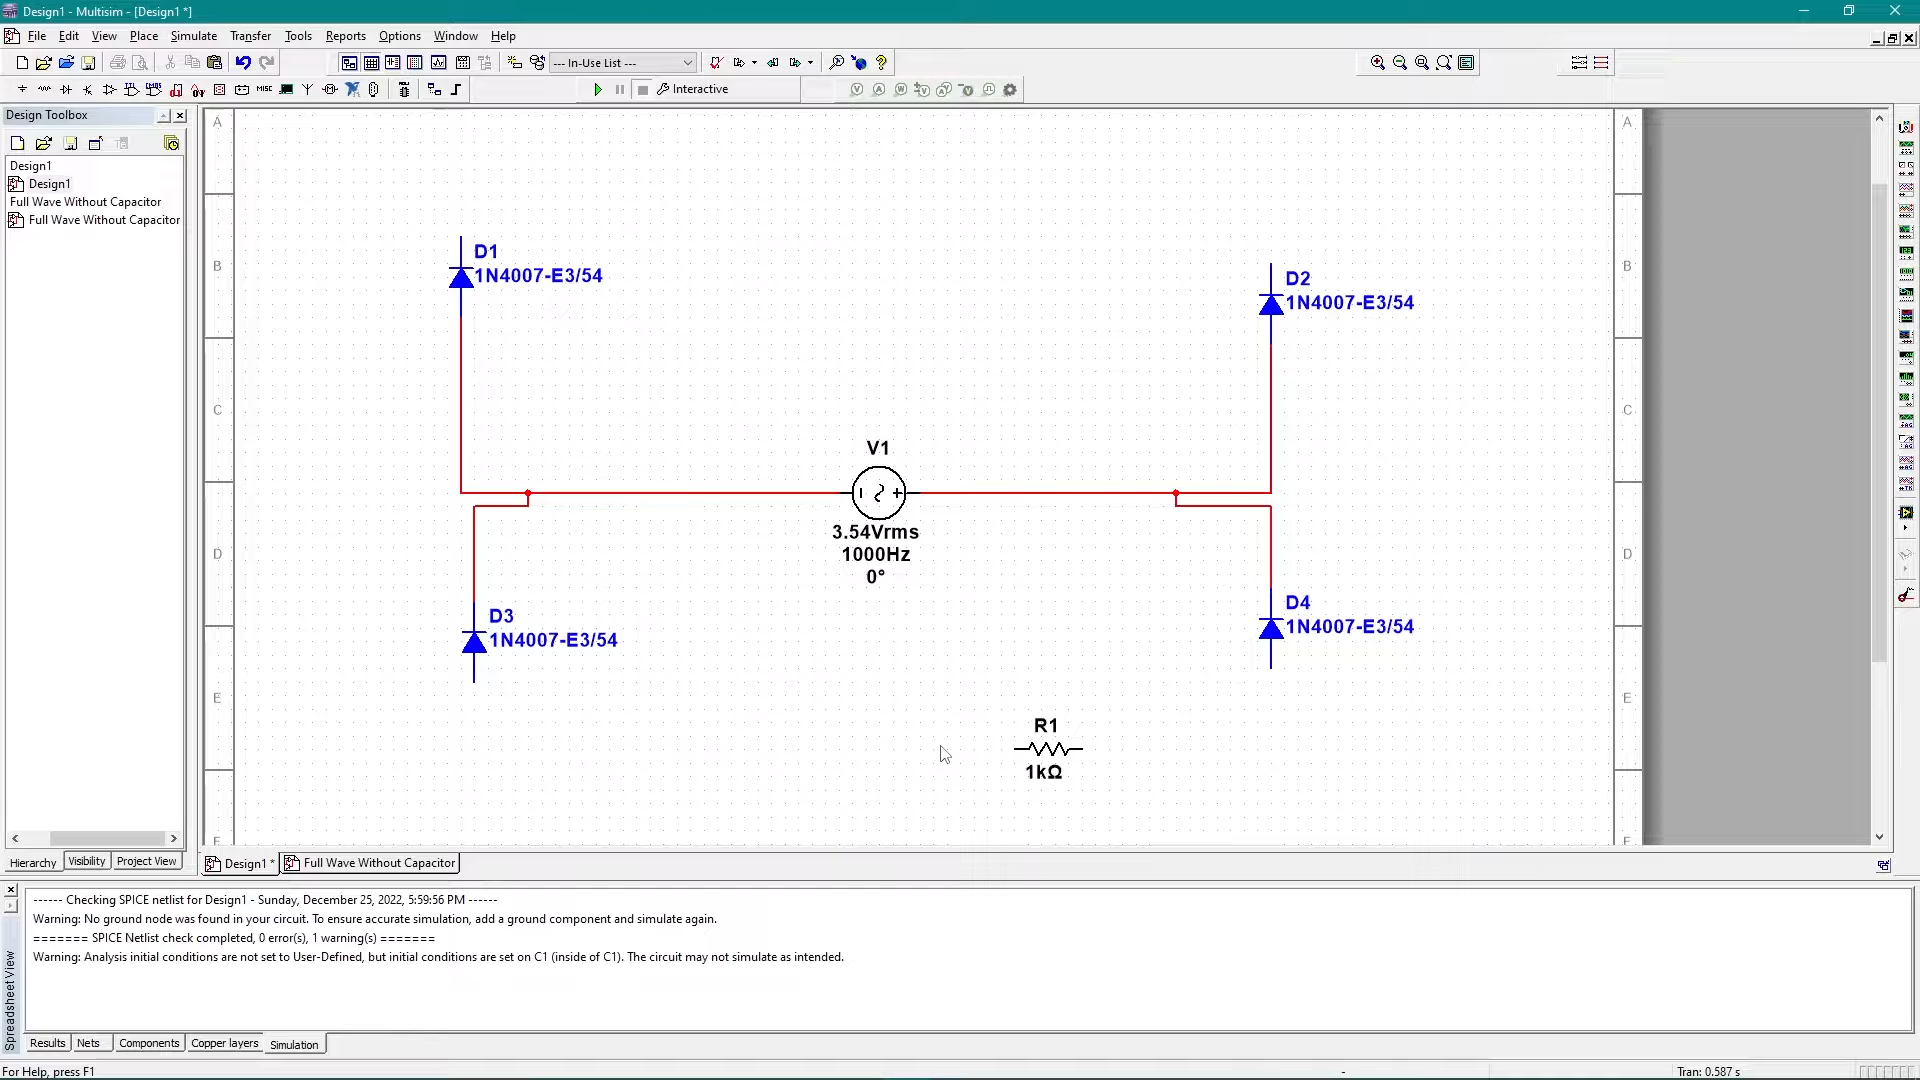 Design1 - Multisim - [Design1 *]
File Edit View Place Simulate Transfer Tools Reports Options Window Help
--- In-Use List ---
Interactive
Design Toolbox
Design1
Design1
Full Wave Without Capacitor
Full Wave Without Capacitor
Hierarchy Visibility Project View
A A
B B
C C
D D
E E
F F
D1
1N4007-E3/54
D2
1N4007-E3/54
V1
3.54Vrms
1000Hz
0°
D3
1N4007-E3/54
D4
1N4007-E3/54
R1
1kΩ
Design1 * Full Wave Without Capacitor
------ Checking SPICE netlist for Design1 - Sunday, December 25, 2022, 5:59:56 PM ------
Warning: No ground node was found in your circuit. To ensure accurate simulation, add a ground component and simulate again.
======= SPICE Netlist check completed, 0 error(s), 1 warning(s) =======
Warning: Analysis initial conditions are not set to User-Defined, but initial conditions are set on C1 (inside of C1). The circuit may not simulate as intended.
Spreadsheet View
Results Nets Components Copper layers Simulation
For Help, press F1
- Tran: 0.587 s